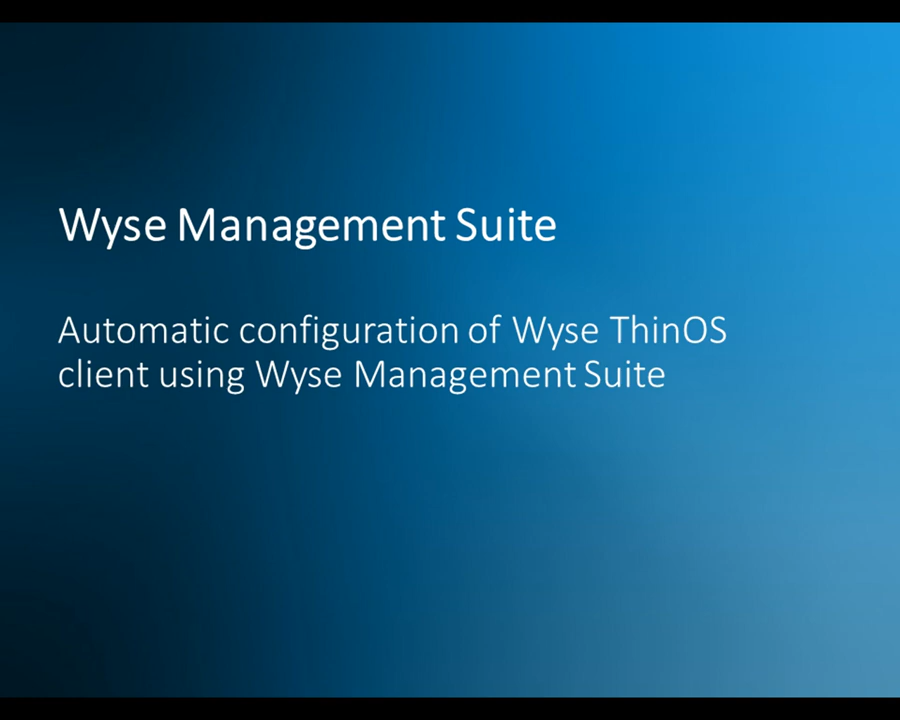 Wyse Management Suite
Automatic configuration of Wyse ThinOS
client using Wyse Management Suite